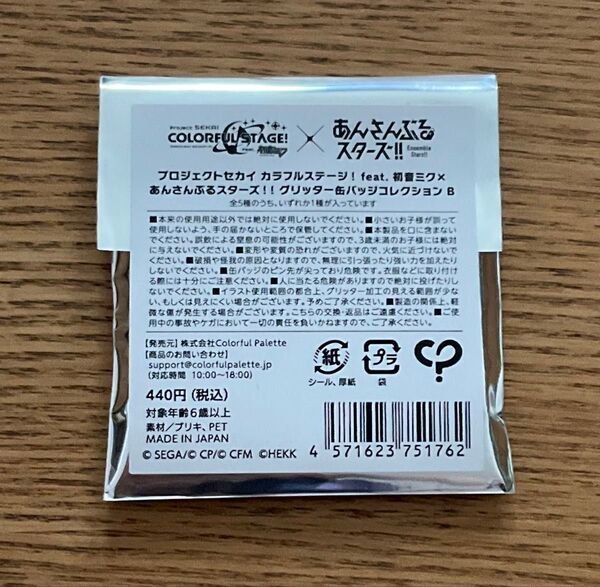 Project SEKAI
COLORFUL STAGE!
feat.
×
あんさんぶる
スターズ!!
Ensemble
Stars!!
プロジェクトセカイ カラフルステージ！ feat. 初音ミク×
あんさんぶるスターズ！！グリッター缶バッジコレクション B
全5種のうち、いずれか1種が入っています
■本来の使用用途以外では絶対に使用しないでください。■小さいお子様が誤って
使用しないよう、手の届かないところで保管してください。■本製品を口に含まない
でください。誤飲による窒息の可能性がございますので、3歳未満のお子様には絶対
に与えないでください。■変形や変質の恐れがございますので、火気に近づけないで
ください。■破損や怪我の原因となりますので、無理に引っ張ったり強い力を加えたり
しないでください。■缶バッジのピン先が尖っており危険です。衣服などに取り付け
る際には十分にご注意ください。■人に当たる危険がありますので絶対に投げたりし
ないでください。■イラスト使用範囲の都合上、グリッター加工の見える範囲が少な
い、もしくは見えにくい場合がございます。予めご了承ください。■製造の関係上、軽
微な傷が発生する場合がございます。こちらの交換・返品はご遠慮ください。■ご使
用中の事故やケガにおいて一切の責任を負いかねますので、ご了承ください。
【発売元】株式会社Colorful Palette
【商品のお問い合わせ】
support@colorfulpalette.jp
(対応時間 10:00～18:00)
紙
シール、厚紙
プラ
袋
440円(税込)
対象年齢6歳以上
素材／ブリキ、PET
MADE IN JAPAN
© SEGA/© CP/© CFM ©HEKK
4 571623 751762